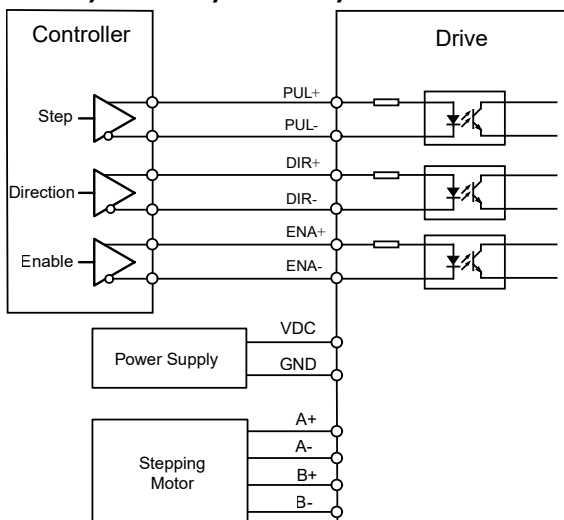 Controller
Drive
Step
PUL+
PUL-
Direction
DIR+
DIR-
Enable
ENA+
ENA-
Power Supply
VDC
GND
Stepping
Motor
A+
A-
B+
B-